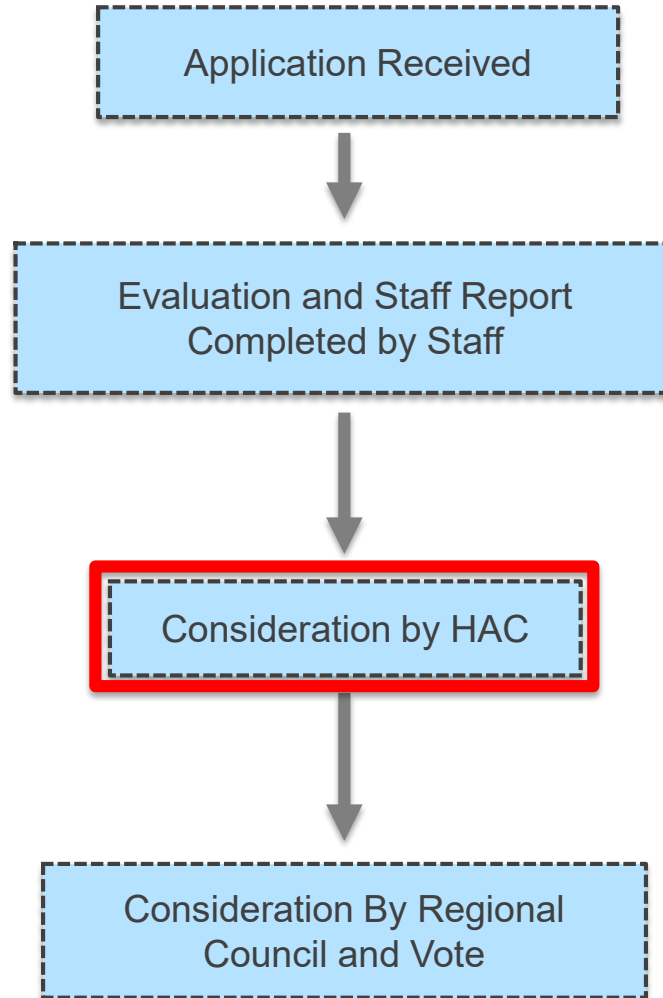 Application Received
Evaluation and Staff Report
Completed by Staff
Consideration by HAC
Consideration By Regional
Council and Vote